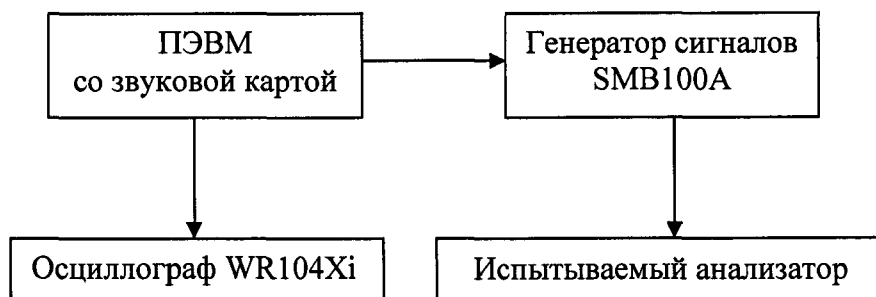 ПЭВМ
со звуковой картой
Генератор сигналов
SMB100A
Осциллограф WR104Xi
Испытываемый анализатор